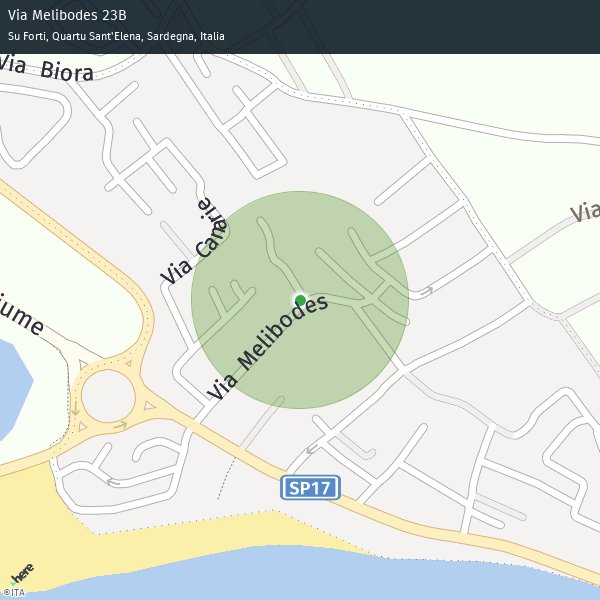 Via Melibodes 23B
Su Forti, Quartu Sant'Elena, Sardegna, Italia
Via Biora
Via Canarie
Via
iume
Via Melibodes
SP17
here
©ITA